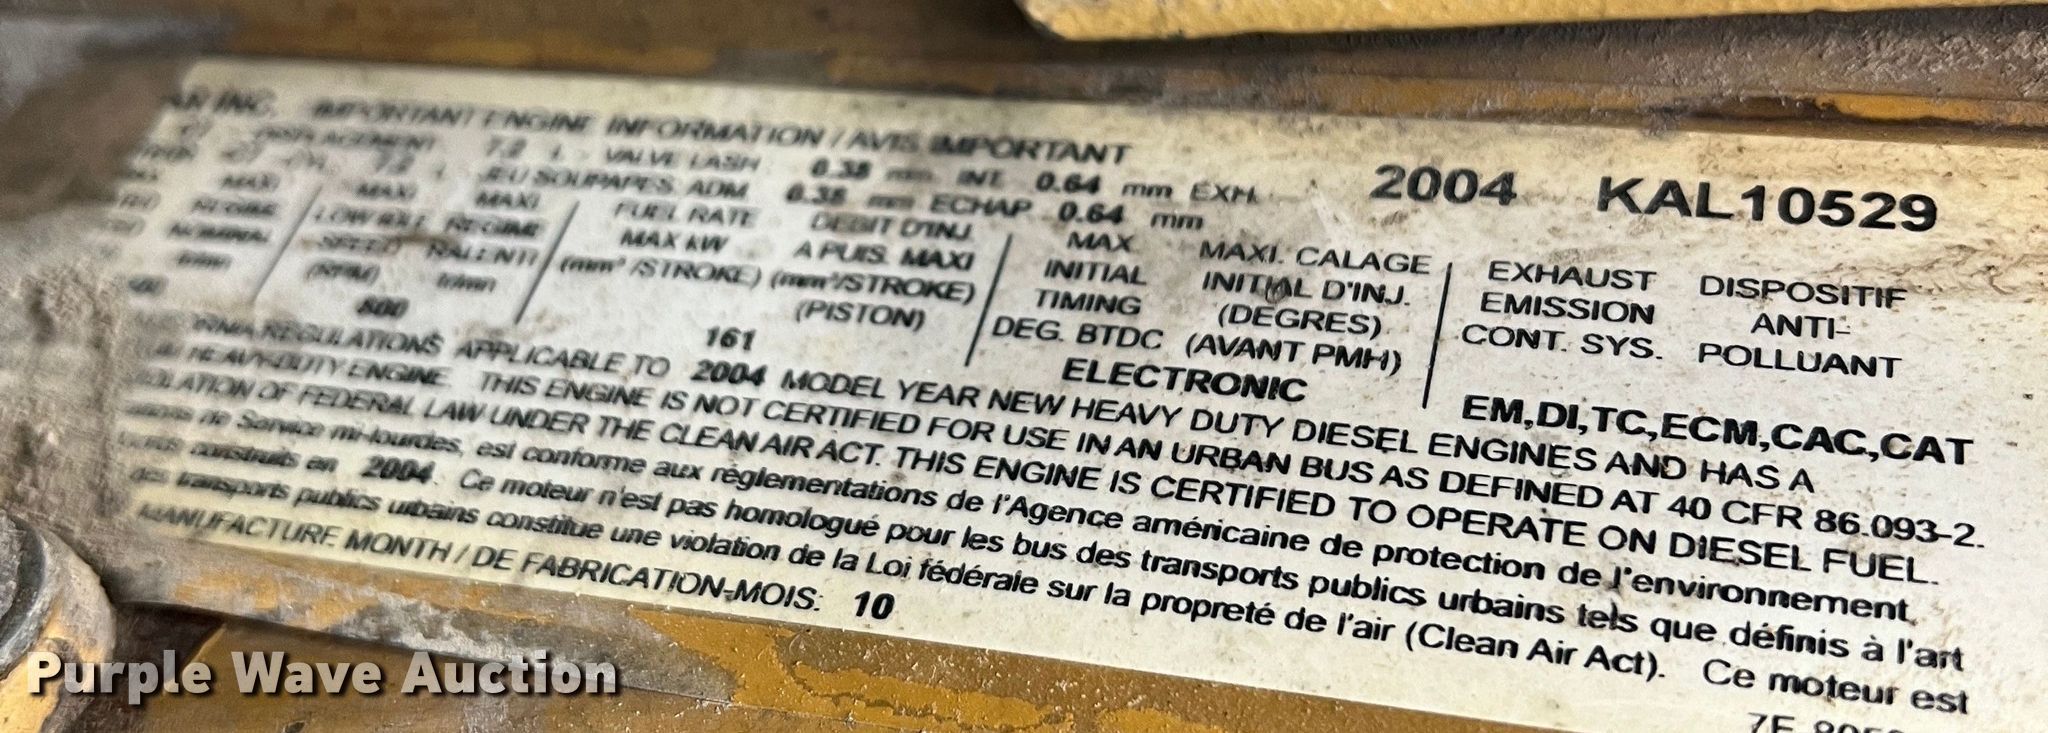 INC. IMPORTANT ENGINE INFORMATION / AVIS IMPORTANT
DISPLACEMENT 7.2 L VALVE LASH 0.38 mm INT. 0.64 mm EXH. 2004 KAL10529
7.2 L JEU SOUPAPES ADM 0.38 mm ECHAP 0.64 mm
MAXI MAXI MAXI FUEL RATE DEBIT D'INJ. MAX MAXI. CALAGE EXHAUST DISPOSITIF
REGIME LOW IDLE REGIME MAX kW A PUIS. MAXI INITIAL INITIAL D'INJ. EMISSION ANTI-
NOMINAL SPEED RALENTI (mm³/STROKE) (mm³/STROKE) TIMING (DEGRES) CONT. SYS. POLLUANT
tr/mn (RPM) tr/mn (PISTON) DEG. BTDC (AVANT PMH)
800 161 ELECTRONIC EM,DI,TC,ECM,CAC,CAT
REGULATIONS APPLICABLE TO 2004 MODEL YEAR NEW HEAVY DUTY DIESEL ENGINES AND HAS A
HEAVY-DUTY ENGINE. THIS ENGINE IS NOT CERTIFIED FOR USE IN AN URBAN BUS AS DEFINED AT 40 CFR 86.093-2.
OF FEDERAL LAW UNDER THE CLEAN AIR ACT. THIS ENGINE IS CERTIFIED TO OPERATE ON DIESEL FUEL.
de Service mi-lourdes, est conforme aux réglementations de l'Agence américaine de protection de l'environnement,
construits en 2004. Ce moteur n'est pas homologué pour les bus des transports publics urbains tels que définis à l'art
des transports publics urbains constitue une violation de la Loi fédérale sur la propreté de l'air (Clean Air Act). Ce moteur est
MANUFACTURE MONTH / DE FABRICATION-MOIS: 10
Purple Wave Auction